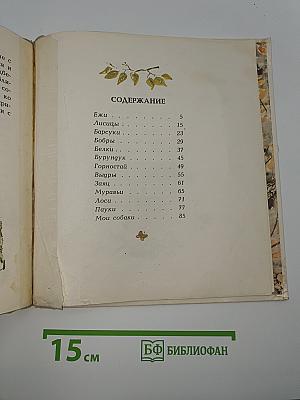 СОДЕРЖАНИЕ
Ежи . . . . . . . . . 5
Лисицы . . . . . . . . 15
Барсуки . . . . . . . . 23
Бобры . . . . . . . . 29
Белки . . . . . . . . . 37
Бурундук . . . . . . . 45
Горностай . . . . . . . 49
Выдры . . . . . . . . 55
Заяц . . . . . . . . . 61
Муравьи . . . . . . . . 65
Лоси . . . . . . . . . 71
Пауки . . . . . . . . . 77
Мои собаки . . . . . . . 85
15 см
БФ БИБЛИОФАН